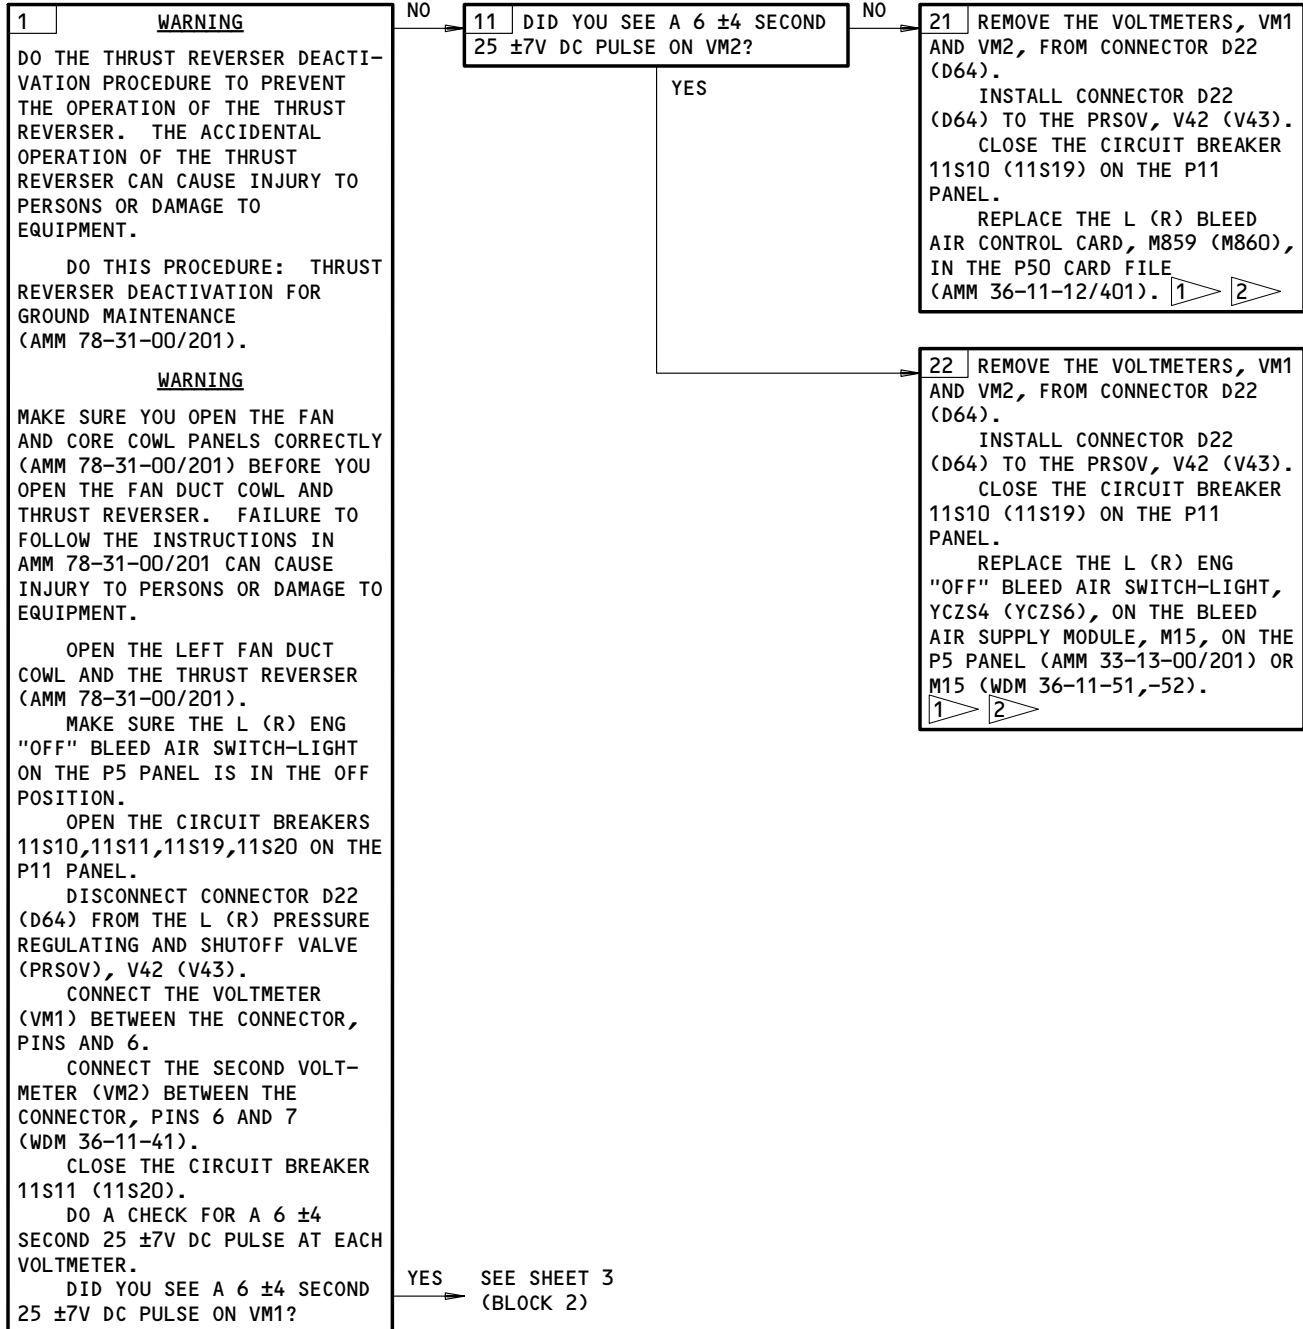 1 WARNING
DO THE THRUST REVERSER DEACTI-
VATION PROCEDURE TO PREVENT
THE OPERATION OF THE THRUST
REVERSER. THE ACCIDENTAL
OPERATION OF THE THRUST
REVERSER CAN CAUSE INJURY TO
PERSONS OR DAMAGE TO
EQUIPMENT.
DO THIS PROCEDURE: THRUST
REVERSER DEACTIVATION FOR
GROUND MAINTENANCE
(AMM 78-31-00/201).
WARNING
MAKE SURE YOU OPEN THE FAN
AND CORE COWL PANELS CORRECTLY
(AMM 78-31-00/201) BEFORE YOU
OPEN THE FAN DUCT COWL AND
THRUST REVERSER. FAILURE TO
FOLLOW THE INSTRUCTIONS IN
AMM 78-31-00/201 CAN CAUSE
INJURY TO PERSONS OR DAMAGE TO
EQUIPMENT.
OPEN THE LEFT FAN DUCT
COWL AND THE THRUST REVERSER
(AMM 78-31-00/201).
MAKE SURE THE L (R) ENG
"OFF" BLEED AIR SWITCH-LIGHT
ON THE P5 PANEL IS IN THE OFF
POSITION.
OPEN THE CIRCUIT BREAKERS
11S10,11S11,11S19,11S20 ON THE
P11 PANEL.
DISCONNECT CONNECTOR D22
(D64) FROM THE L (R) PRESSURE
REGULATING AND SHUTOFF VALVE
(PRSOV), V42 (V43).
CONNECT THE VOLTMETER
(VM1) BETWEEN THE CONNECTOR,
PINS AND 6.
CONNECT THE SECOND VOLT-
METER (VM2) BETWEEN THE
CONNECTOR, PINS 6 AND 7
(WDM 36-11-41).
CLOSE THE CIRCUIT BREAKER
11S11 (11S20).
DO A CHECK FOR A 6 ±4
SECOND 25 ±7V DC PULSE AT EACH
VOLTMETER.
DID YOU SEE A 6 ±4 SECOND
25 ±7V DC PULSE ON VM1?
NO
YES
SEE SHEET 3
(BLOCK 2)
11 DID YOU SEE A 6 ±4 SECOND
25 ±7V DC PULSE ON VM2?
NO
YES
21 REMOVE THE VOLTMETERS, VM1
AND VM2, FROM CONNECTOR D22
(D64).
INSTALL CONNECTOR D22
(D64) TO THE PRSOV, V42 (V43).
CLOSE THE CIRCUIT BREAKER
11S10 (11S19) ON THE P11
PANEL.
REPLACE THE L (R) BLEED
AIR CONTROL CARD, M859 (M860),
IN THE P50 CARD FILE
(AMM 36-11-12/401). 1 2
22 REMOVE THE VOLTMETERS, VM1
AND VM2, FROM CONNECTOR D22
(D64).
INSTALL CONNECTOR D22
(D64) TO THE PRSOV, V42 (V43).
CLOSE THE CIRCUIT BREAKER
11S10 (11S19) ON THE P11
PANEL.
REPLACE THE L (R) ENG
"OFF" BLEED AIR SWITCH-LIGHT,
YCZS4 (YCZS6), ON THE BLEED
AIR SUPPLY MODULE, M15, ON THE
P5 PANEL (AMM 33-13-00/201) OR
M15 (WDM 36-11-51,-52).
1 2